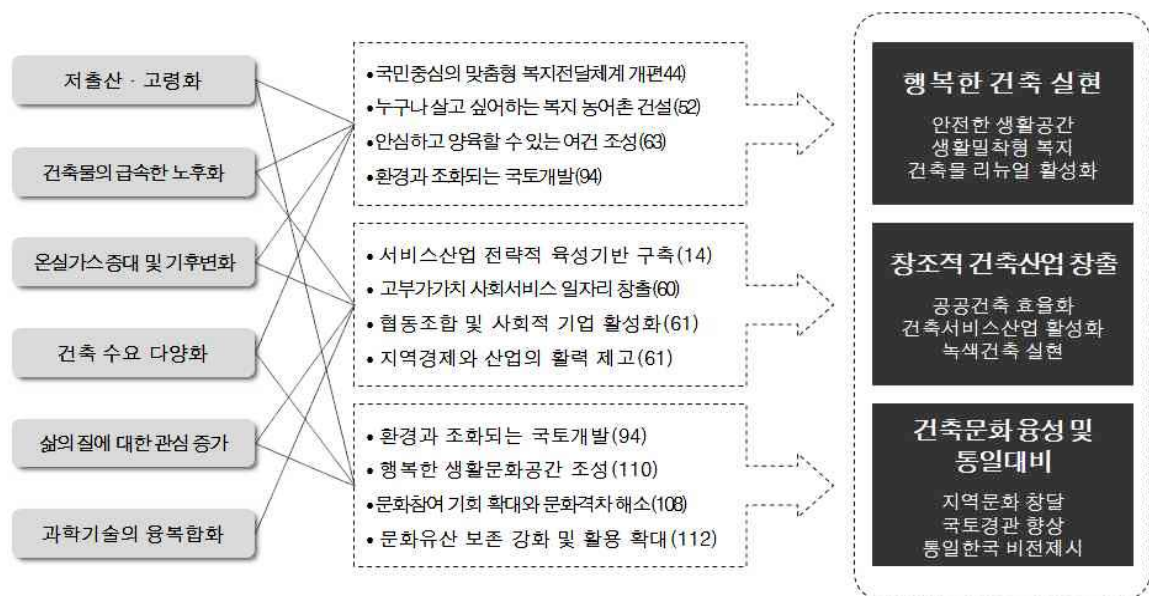 저출산 · 고령화
건축물의 급속한 노후화
온실가스 증대 및 기후변화
건축 수요 다양화
삶의 질에 대한 관심 증가
과학기술의 융복합화
•국민중심의 맞춤형 복지전달체계 개편44)
•누구나 살고 싶어하는 복지 농어촌 건설(52)
•안심하고 양육할 수 있는 여건 조성(63)
•환경과 조화되는 국토개발(94)
• 서비스산업 전략적 육성기반 구축(14)
• 고부가가치 사회서비스 일자리 창출(60)
• 협동조합 및 사회적 기업 활성화(61)
• 지역경제와 산업의 활력 제고(61)
• 환경과 조화되는 국토개발(94)
• 행복한 생활문화공간 조성(110)
•문화참여 기회 확대와 문화격차 해소(108)
• 문화유산 보존 강화 및 활용 확대(112)
행복한 건축 실현
안전한 생활공간
생활밀착형 복지
건축물 리뉴얼 활성화
창조적 건축산업 창출
공공건축 효율화
건축서비스산업 활성화
녹색건축 실현
건축문화 융성 및
통일대비
지역문화 창달
국토경관 향상
통일한국 비전제시